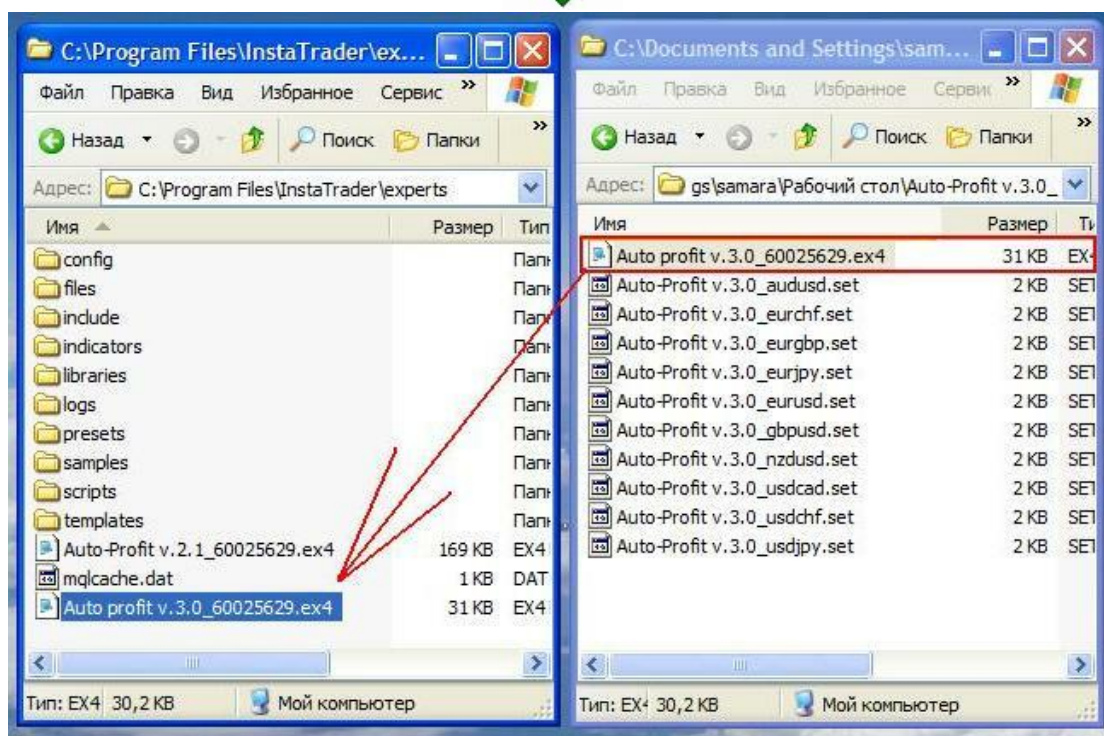 C:\Program Files\InstaTrader\ex...
Файл Правка Вид Избранное Сервис »
Назад Поиск Папки »
Адрес: C:\Program Files\InstaTrader\experts
Имя Размер Тип
config Папк
files Папк
include Папк
indicators Папк
libraries Папк
logs Папк
presets Папк
samples Папк
scripts Папк
templates Папк
Auto-Profit v.2.1_60025629.ex4 169 KB EX4
mqlcache.dat 1 KB DAT
Auto profit v.3.0_60025629.ex4 31 KB EX4
Тип: EX4 30,2 KB Мой компьютер
C:\Documents and Settings\sam...
Файл Правка Вид Избранное Сервис »
Назад Поиск Папки »
Адрес: gs\samara\Рабочий стол\Auto-Profit v.3.0_
Имя Размер Ти
Auto profit v.3.0_60025629.ex4 31 KB EX4
Auto-Profit v.3.0_audusd.set 2 KB SET
Auto-Profit v.3.0_eurchf.set 2 KB SET
Auto-Profit v.3.0_eurgbp.set 2 KB SET
Auto-Profit v.3.0_eurjpy.set 2 KB SET
Auto-Profit v.3.0_eurusd.set 2 KB SET
Auto-Profit v.3.0_gbpusd.set 2 KB SET
Auto-Profit v.3.0_nzdusd.set 2 KB SET
Auto-Profit v.3.0_usdcad.set 2 KB SET
Auto-Profit v.3.0_usdchf.set 2 KB SET
Auto-Profit v.3.0_usdjpy.set 2 KB SET
Тип: EX4 30,2 KB Мой компьютер